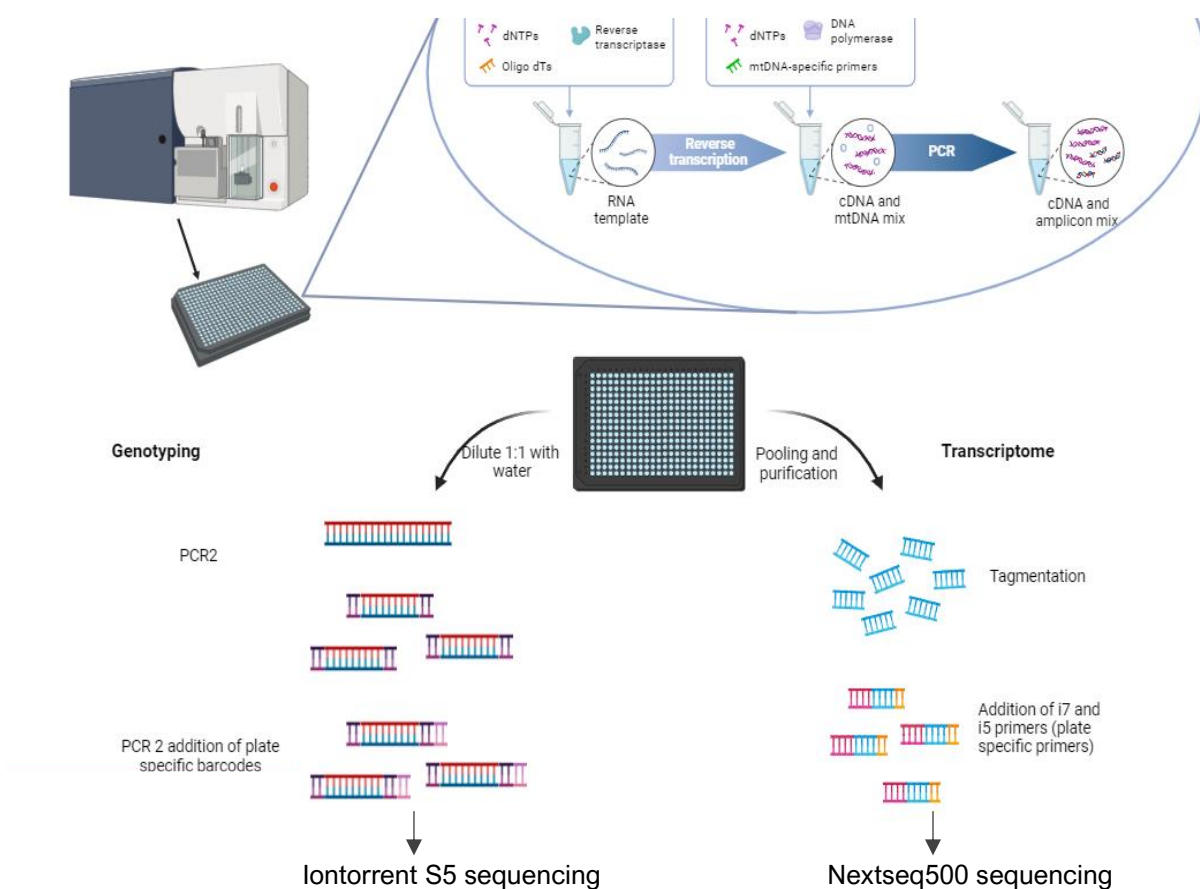 dNTPs
Reverse
transcriptase
Oligo dTs
dNTPs
DNA
polymerase
mtDNA-specific primers
Reverse
transcription
PCR
RNA
template
cDNA and
mtDNA mix
cDNA and
amplicon mix
Genotyping
Dilute 1:1 with
water
Pooling and
purification
Transcriptome
PCR2
Tagmentation
Addition of i7 and
i5 primers (plate
specific primers)
PCR 2 addition of plate
specific barcodes
Iontorrent S5 sequencing
Nextseq500 sequencing